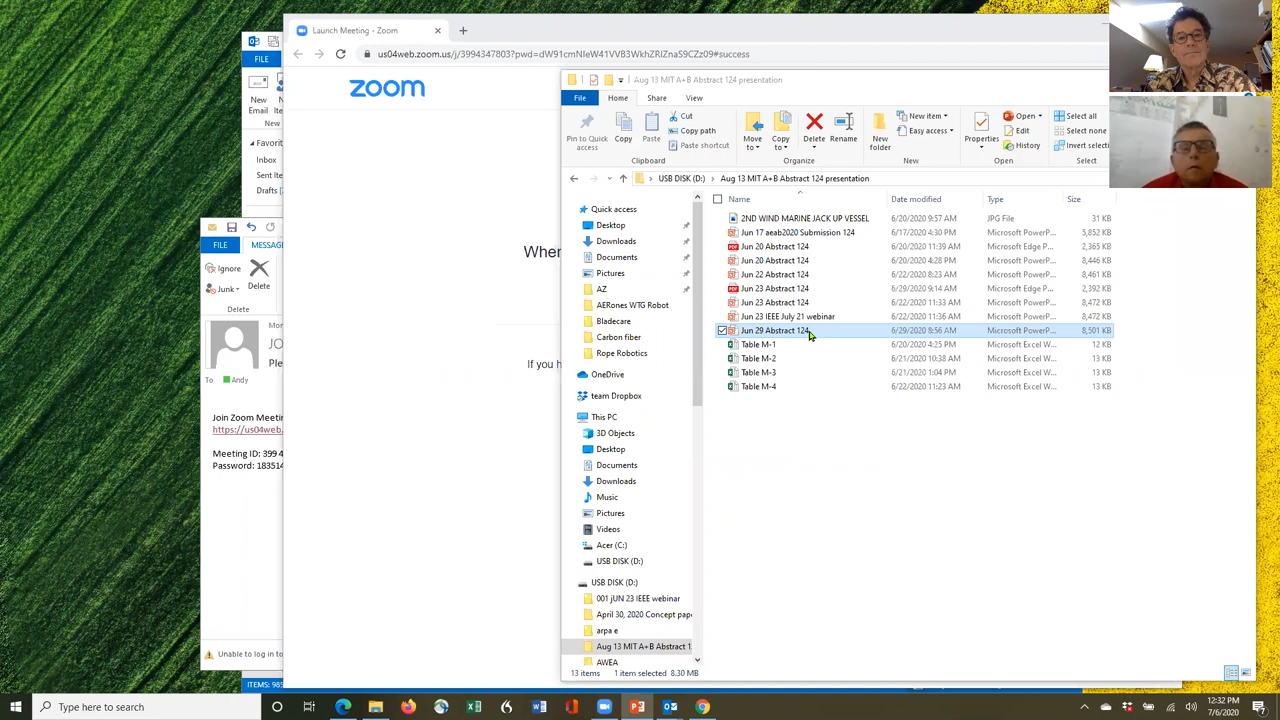 Launch Meeting - Zoom
us04web.zoom.us/j/3994347803?pwd=dW91cmNIeW41VVB3WkhZRlZnaS9CZz09#success
zoom
FILE
New Email
New
Favorit
Inbox
Sent Ite
Drafts
FILE
MESSAG
Ignore
Junk
Delete
Delete
Mon
To
Andy
Join Zoom Meeti
https://us04web.
Meeting ID: 399 4
Password: 18351
Unable to log in to
ITEMS: 985
When
If you h
Aug 13 MIT A+B Abstract 124 presentation
File
Home
Share
View
Pin to Quick access
Copy
Paste
Cut
Copy path
Paste shortcut
Clipboard
Move to
Copy to
Delete
Rename
Organize
New folder
New item
Easy access
New
Properties
Open
Edit
History
Open
Select all
Select none
Invert selecti
Select
USB DISK (D:) > Aug 13 MIT A+B Abstract 124 presentation
Quick access
Desktop
Downloads
Documents
Pictures
AZ
AERones WTG Robot
Bladecare
Carbon fiber
Rope Robotics
OneDrive
team Dropbox
This PC
3D Objects
Desktop
Documents
Downloads
Music
Pictures
Videos
Acer (C:)
USB DISK (D:)
USB DISK (D:)
001 jUN 23 IEEE webinar
April 30, 2020 Concept pape
arpa e
Aug 13 MIT A+B Abstract 1
AWEA
Name Date modified Type Size
2ND WIND MARINE JACK UP VESSEL 6/20/2020 9:57 AM JPG File 31 KB
Jun 17 aeab2020 Submission 124 6/17/2020 4:30 PM Microsoft PowerP... 5,852 KB
Jun 20 Abstract 124 6/20/2020 11:39 AM Microsoft Edge P... 2,365 KB
Jun 20 Abstract 124 6/20/2020 4:28 PM Microsoft PowerP... 8,446 KB
Jun 22 Abstract 124 6/22/2020 8:23 AM Microsoft PowerP... 8,461 KB
Jun 23 Abstract 124 6/29/2020 9:14 AM Microsoft Edge P... 2,392 KB
Jun 23 Abstract 124 6/22/2020 11:33 AM Microsoft PowerP... 8,472 KB
Jun 23 IEEE July 21 webinar 6/22/2020 11:36 AM Microsoft PowerP... 8,472 KB
Jun 29 Abstract 124 6/29/2020 8:56 AM Microsoft PowerP... 8,501 KB
Table M-1 6/20/2020 4:25 PM Microsoft Excel W... 12 KB
Table M-2 6/21/2020 10:38 AM Microsoft Excel W... 13 KB
Table M-3 6/21/2020 1:04 PM Microsoft Excel W... 13 KB
Table M-4 6/22/2020 11:23 AM Microsoft Excel W... 13 KB
13 items 1 item selected 8.30 MB
Type here to search
12:32 PM
7/6/2020